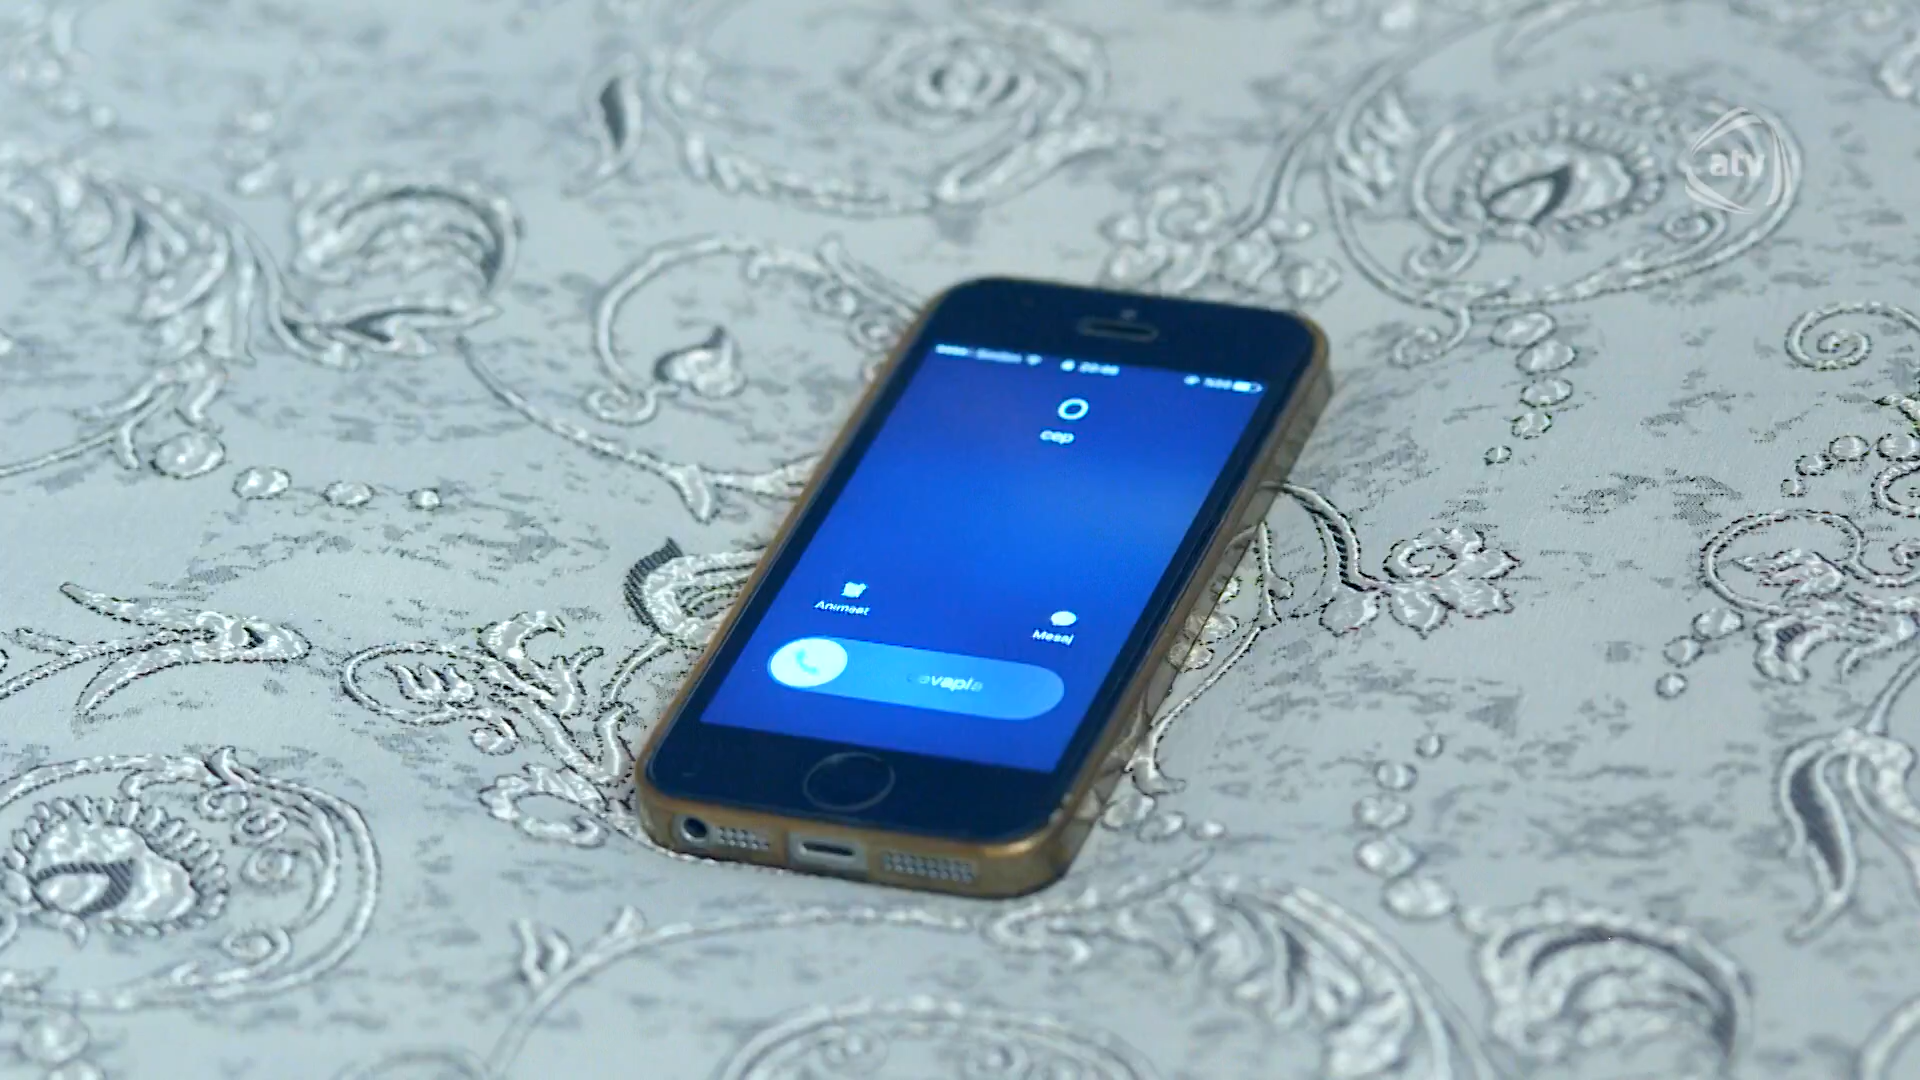 atv
O
cep
Anımsat
Mesaj
cevapla